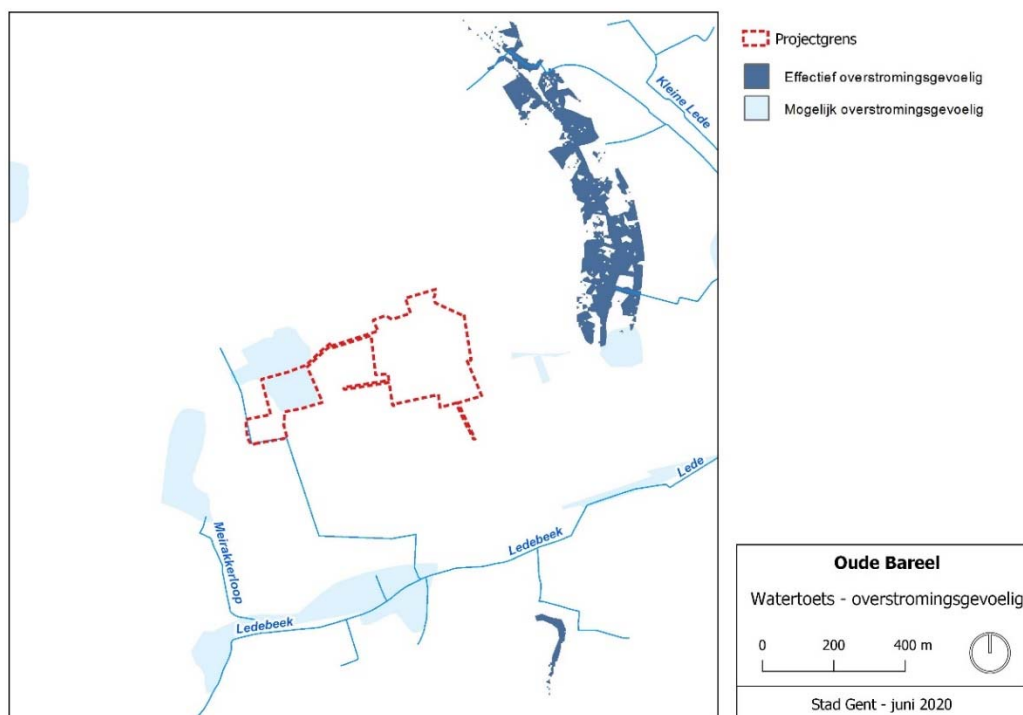 Projectgrens
Effectief overstromingsgevoelig
Mogelijk overstromingsgevoelig
Kleine Lede
Lede
Ledebeek
Meirakkerloop
Ledebeek
Oude Bareel
Watertoets - overstromingsgevoelig
0 200 400 m
Stad Gent - juni 2020